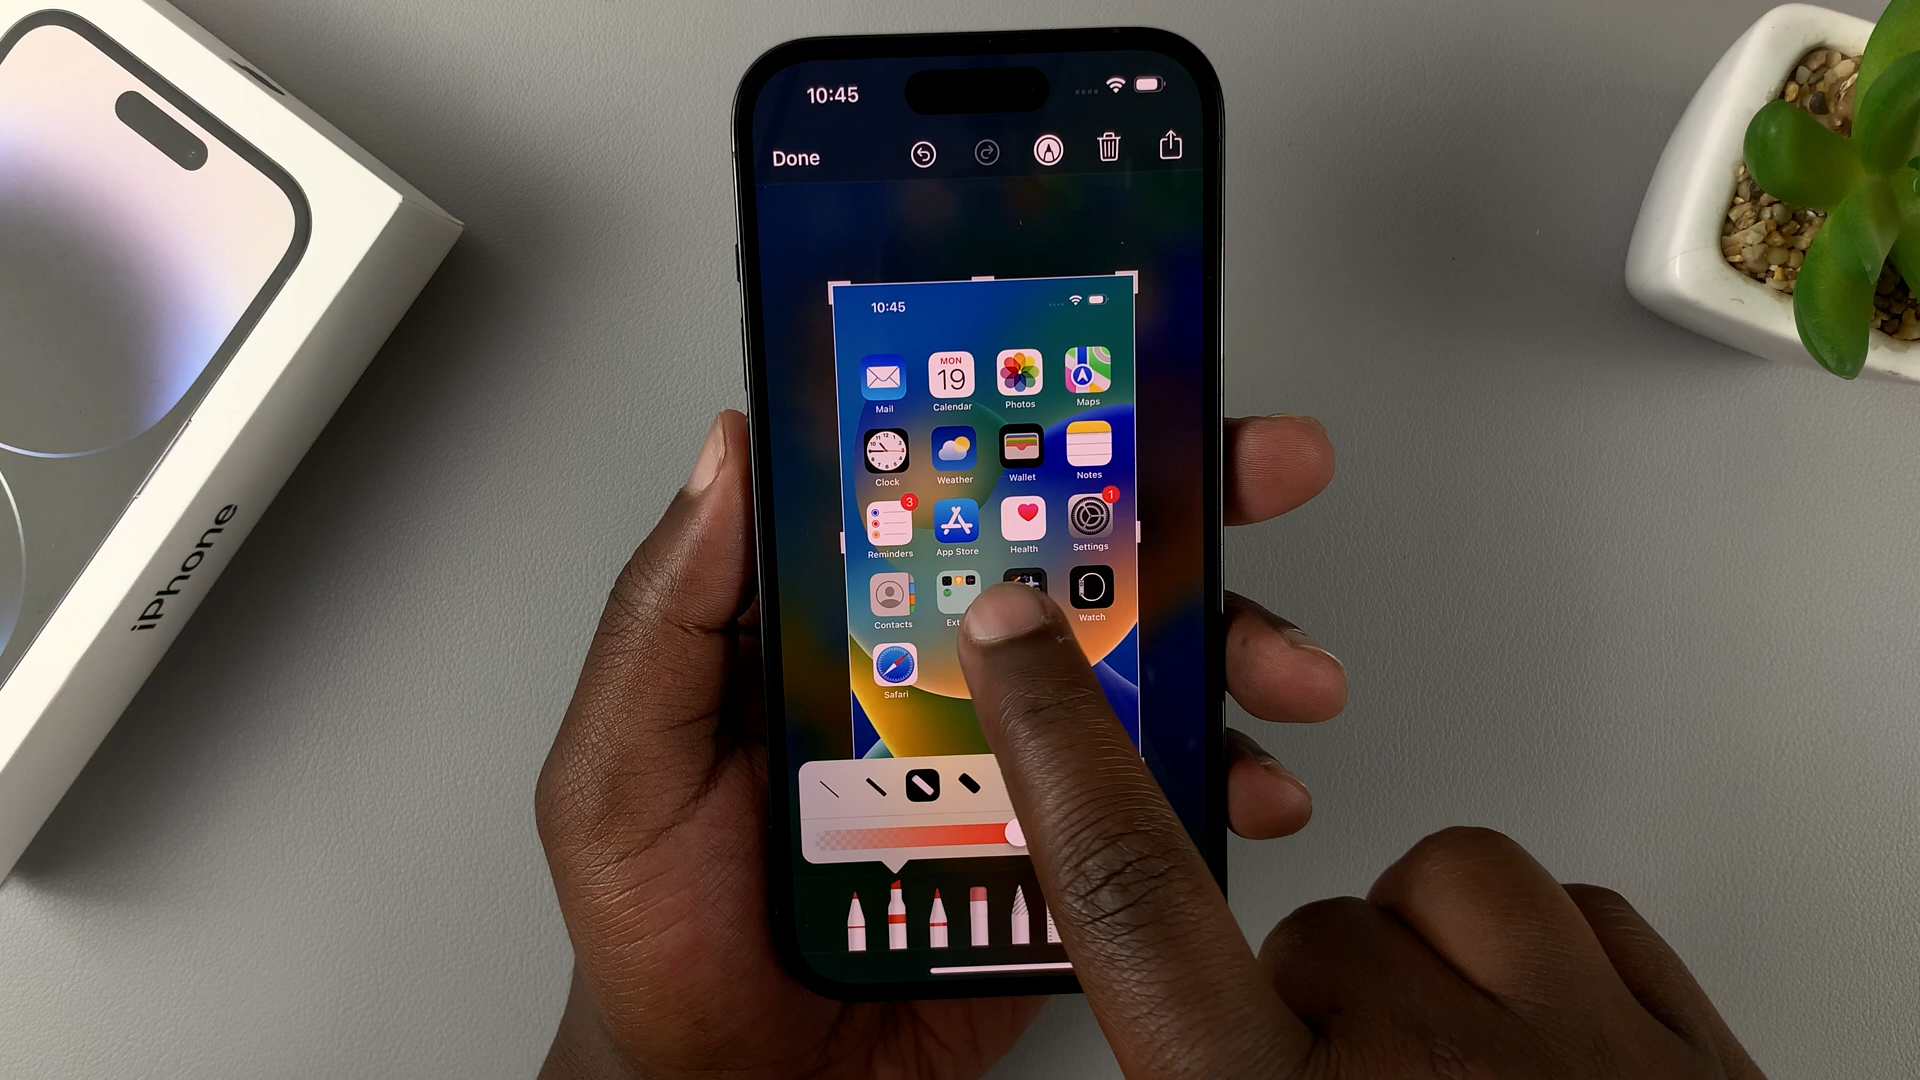 10:45
Done
10:45
MON
19
Mail
Calendar
Photos
Maps
Clock
Weather
Wallet
Notes
3
1
Reminders
App Store
Health
Settings
Contacts
Ext
Watch
Safari
iPhone